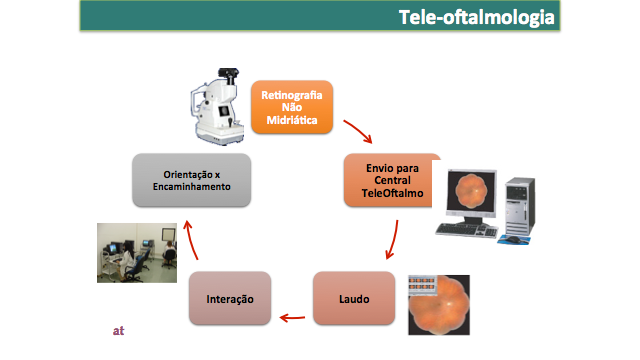 Tele-oftalmologia
Retinografia
Não
Midriática
Envio para
Central
TeleOftalmo
Laudo
Interação
Orientação x
Encaminhamento
at